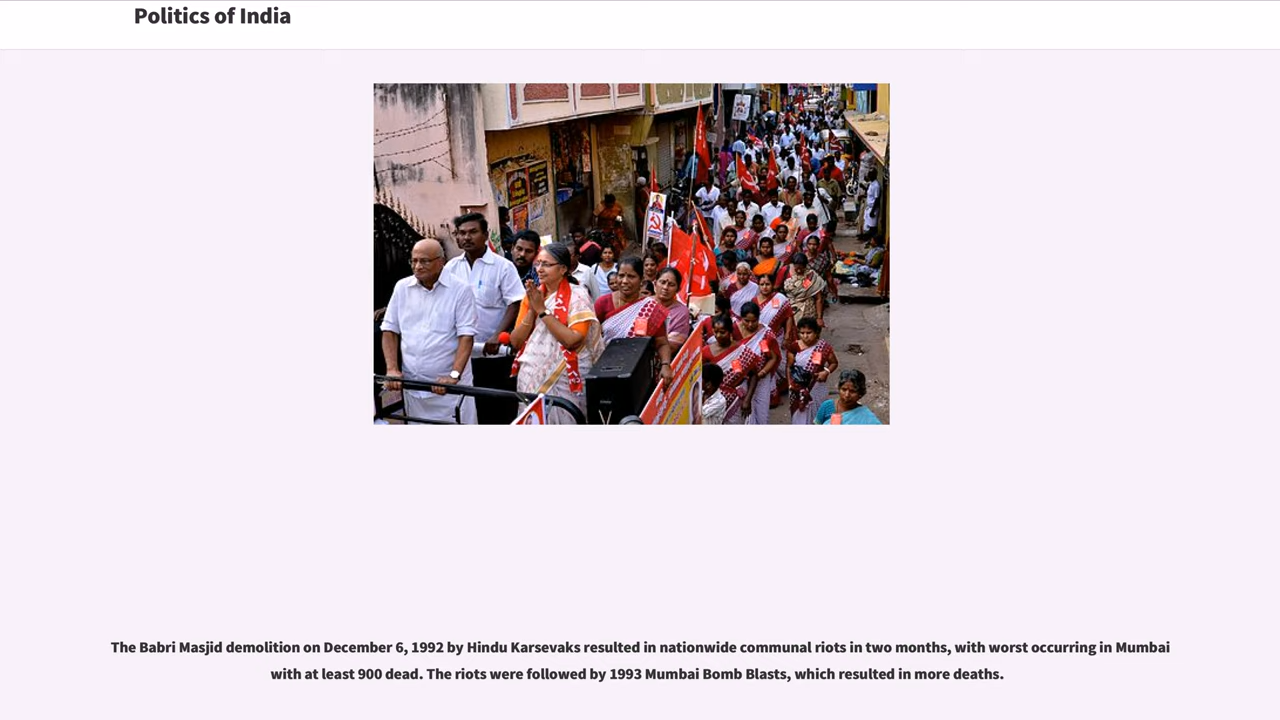 Politics of India
The Babri Masjid demolition on December 6, 1992 by Hindu Karsevaks resulted in nationwide communal riots in two months, with worst occurring in Mumbai
with at least 900 dead. The riots were followed by 1993 Mumbai Bomb Blasts, which resulted in more deaths.